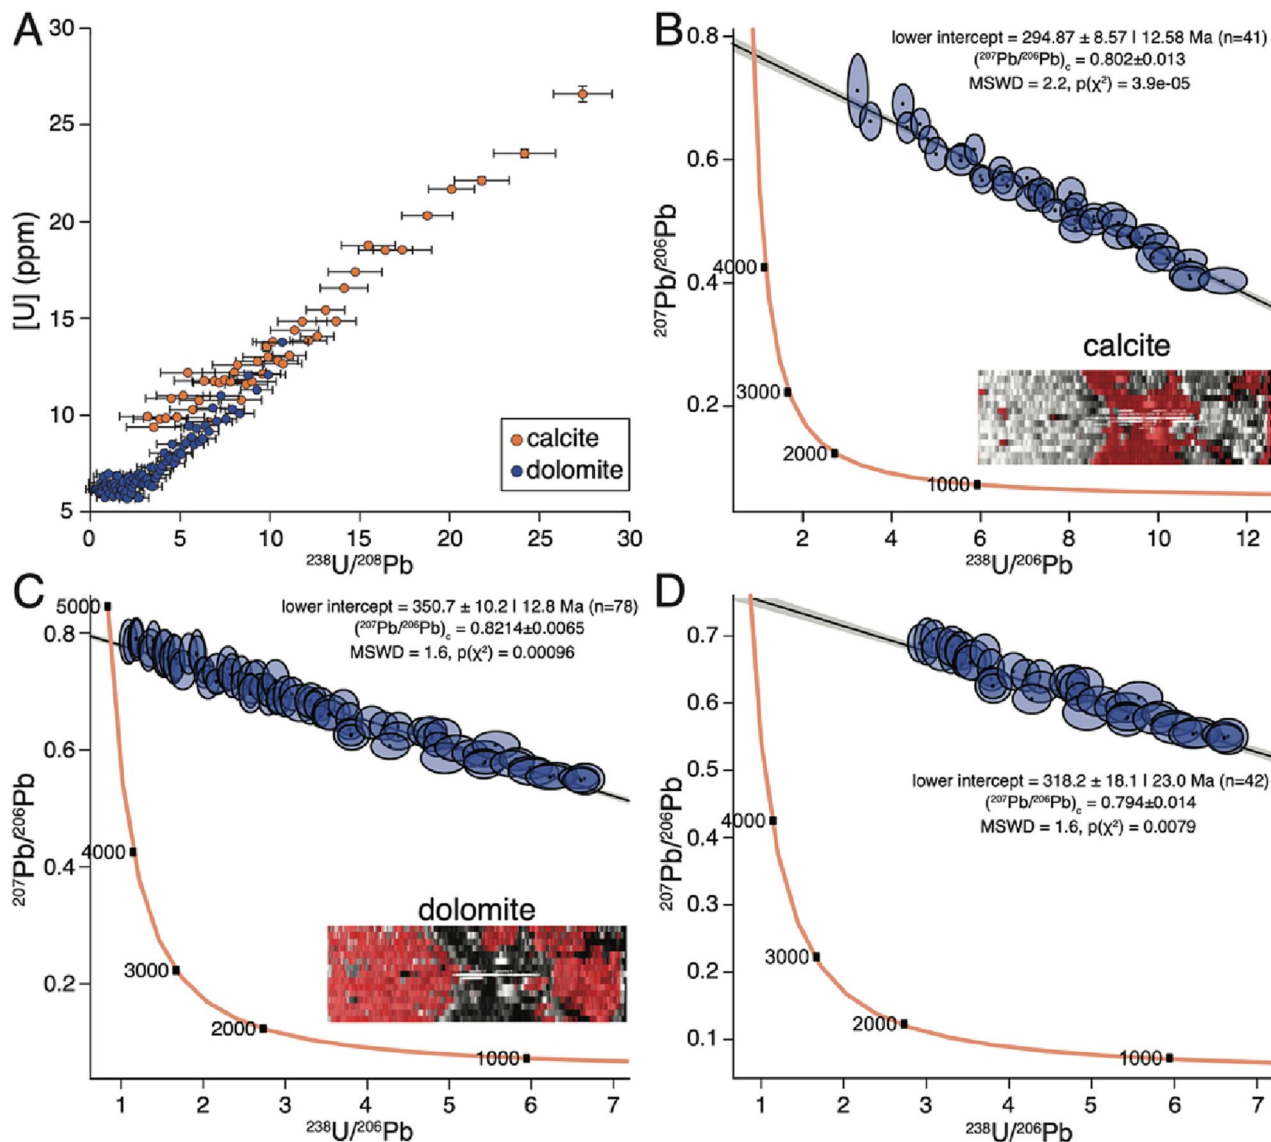 A
30
25
20
15
10
5
[U] (ppm)
calcite
dolomite
0 5 10 15 20 25 30
²³⁸U/²⁰⁸Pb
B
lower intercept = 294.87 ± 8.57 | 12.58 Ma (n=41)
(²⁰⁷Pb/²⁰⁶Pb)c = 0.802±0.013
MSWD = 2.2, p(χ²) = 3.9e-05
0.8
0.6
0.4
0.2
²⁰⁷Pb/²⁰⁶Pb
4000
3000
2000
1000
calcite
2 4 6 8 10 12
²³⁸U/²⁰⁶Pb
C
5000
lower intercept = 350.7 ± 10.2 | 12.8 Ma (n=78)
(²⁰⁷Pb/²⁰⁶Pb)c = 0.8214±0.0065
MSWD = 1.6, p(χ²) = 0.00096
0.8
0.6
0.4
0.2
²⁰⁷Pb/²⁰⁶Pb
4000
3000
2000
1000
dolomite
1 2 3 4 5 6 7
²³⁸U/²⁰⁶Pb
D
0.7
0.6
0.5
0.4
0.3
0.2
0.1
²⁰⁷Pb/²⁰⁶Pb
lower intercept = 318.2 ± 18.1 | 23.0 Ma (n=42)
(²⁰⁷Pb/²⁰⁶Pb)c = 0.794±0.014
MSWD = 1.6, p(χ²) = 0.0079
4000
3000
2000
1000
1 2 3 4 5 6 7
²³⁸U/²⁰⁶Pb